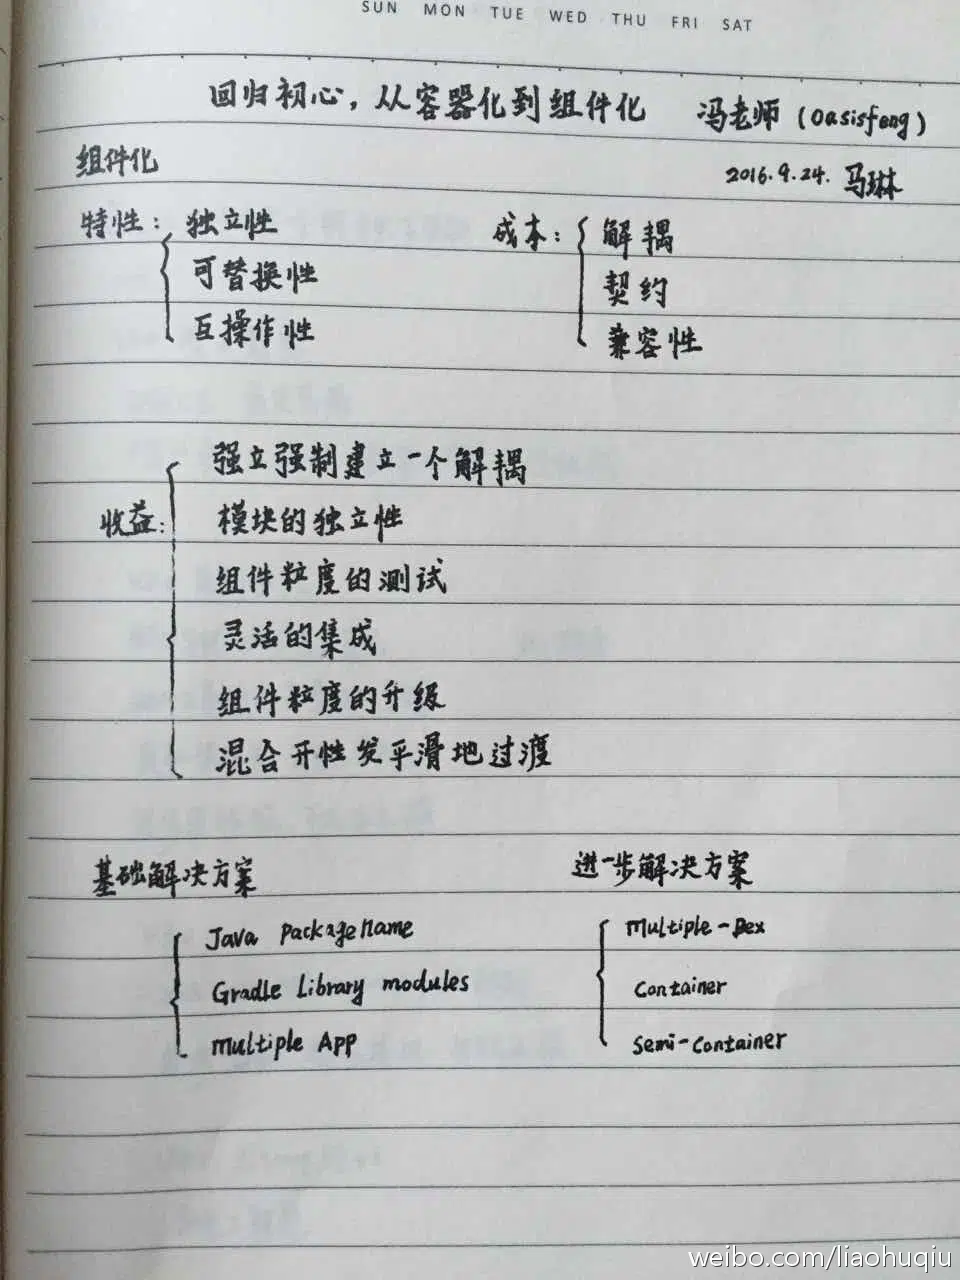 SUN MON TUE WED THU FRI SAT
回归初心，从容器化到组件化 冯老师 (Oasisfeng)
组件化
2016.9.24. 马琳
特性： 独立性 成本： 解耦
可替换性 契约
互操作性 兼容性
强立强制建立一个解耦
收益： 模块的独立性
组件粒度的测试
灵活的集成
组件粒度的升级
混合开性发平滑地过渡
基础解决方案 进一步解决方案
Java PackageName Multiple-Dex
Gradle Library modules Container
multiple App Semi-Container
weibo.com/liaohuqiu